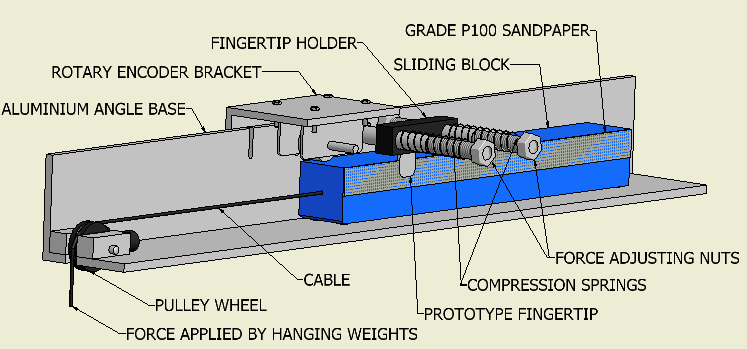 GRADE P100 SANDPAPER
FINGERTIP HOLDER
SLIDING BLOCK
ROTARY ENCODER BRACKET
ALUMINIUM ANGLE BASE
FORCE ADJUSTING NUTS
CABLE
COMPRESSION SPRINGS
PULLEY WHEEL
PROTOTYPE FINGERTIP
FORCE APPLIED BY HANGING WEIGHTS